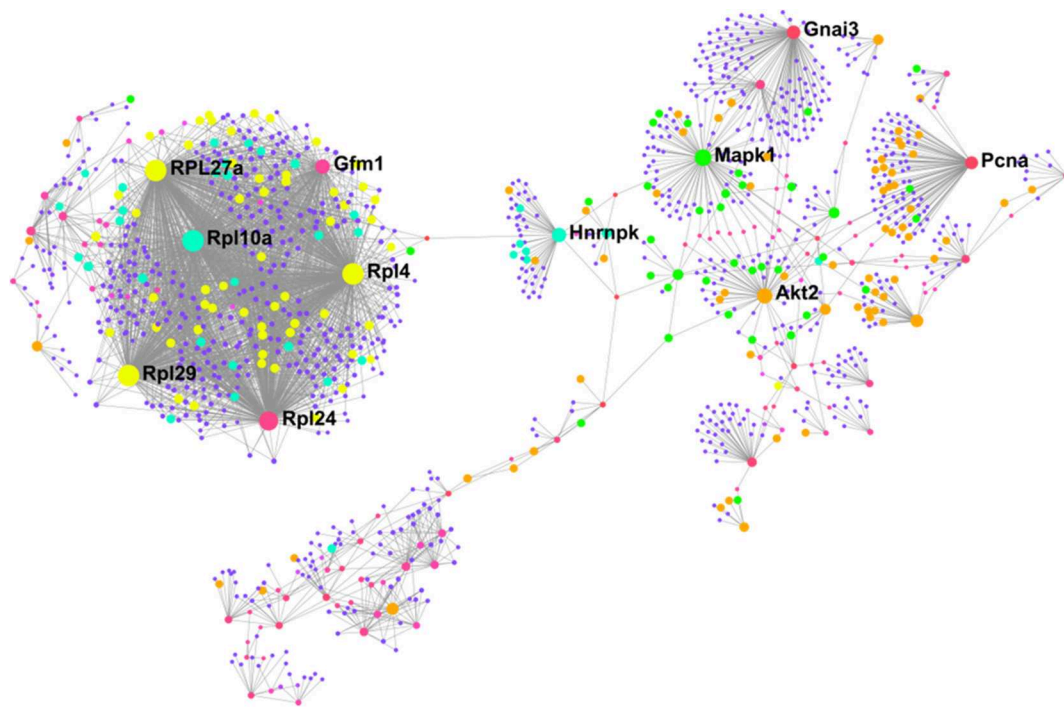 Gnai3
Mapk1
Pcna
RPL27a
Gfm1
Rpl10a
Hnrnpk
Rpl4
Akt2
Rpl29
Rpl24